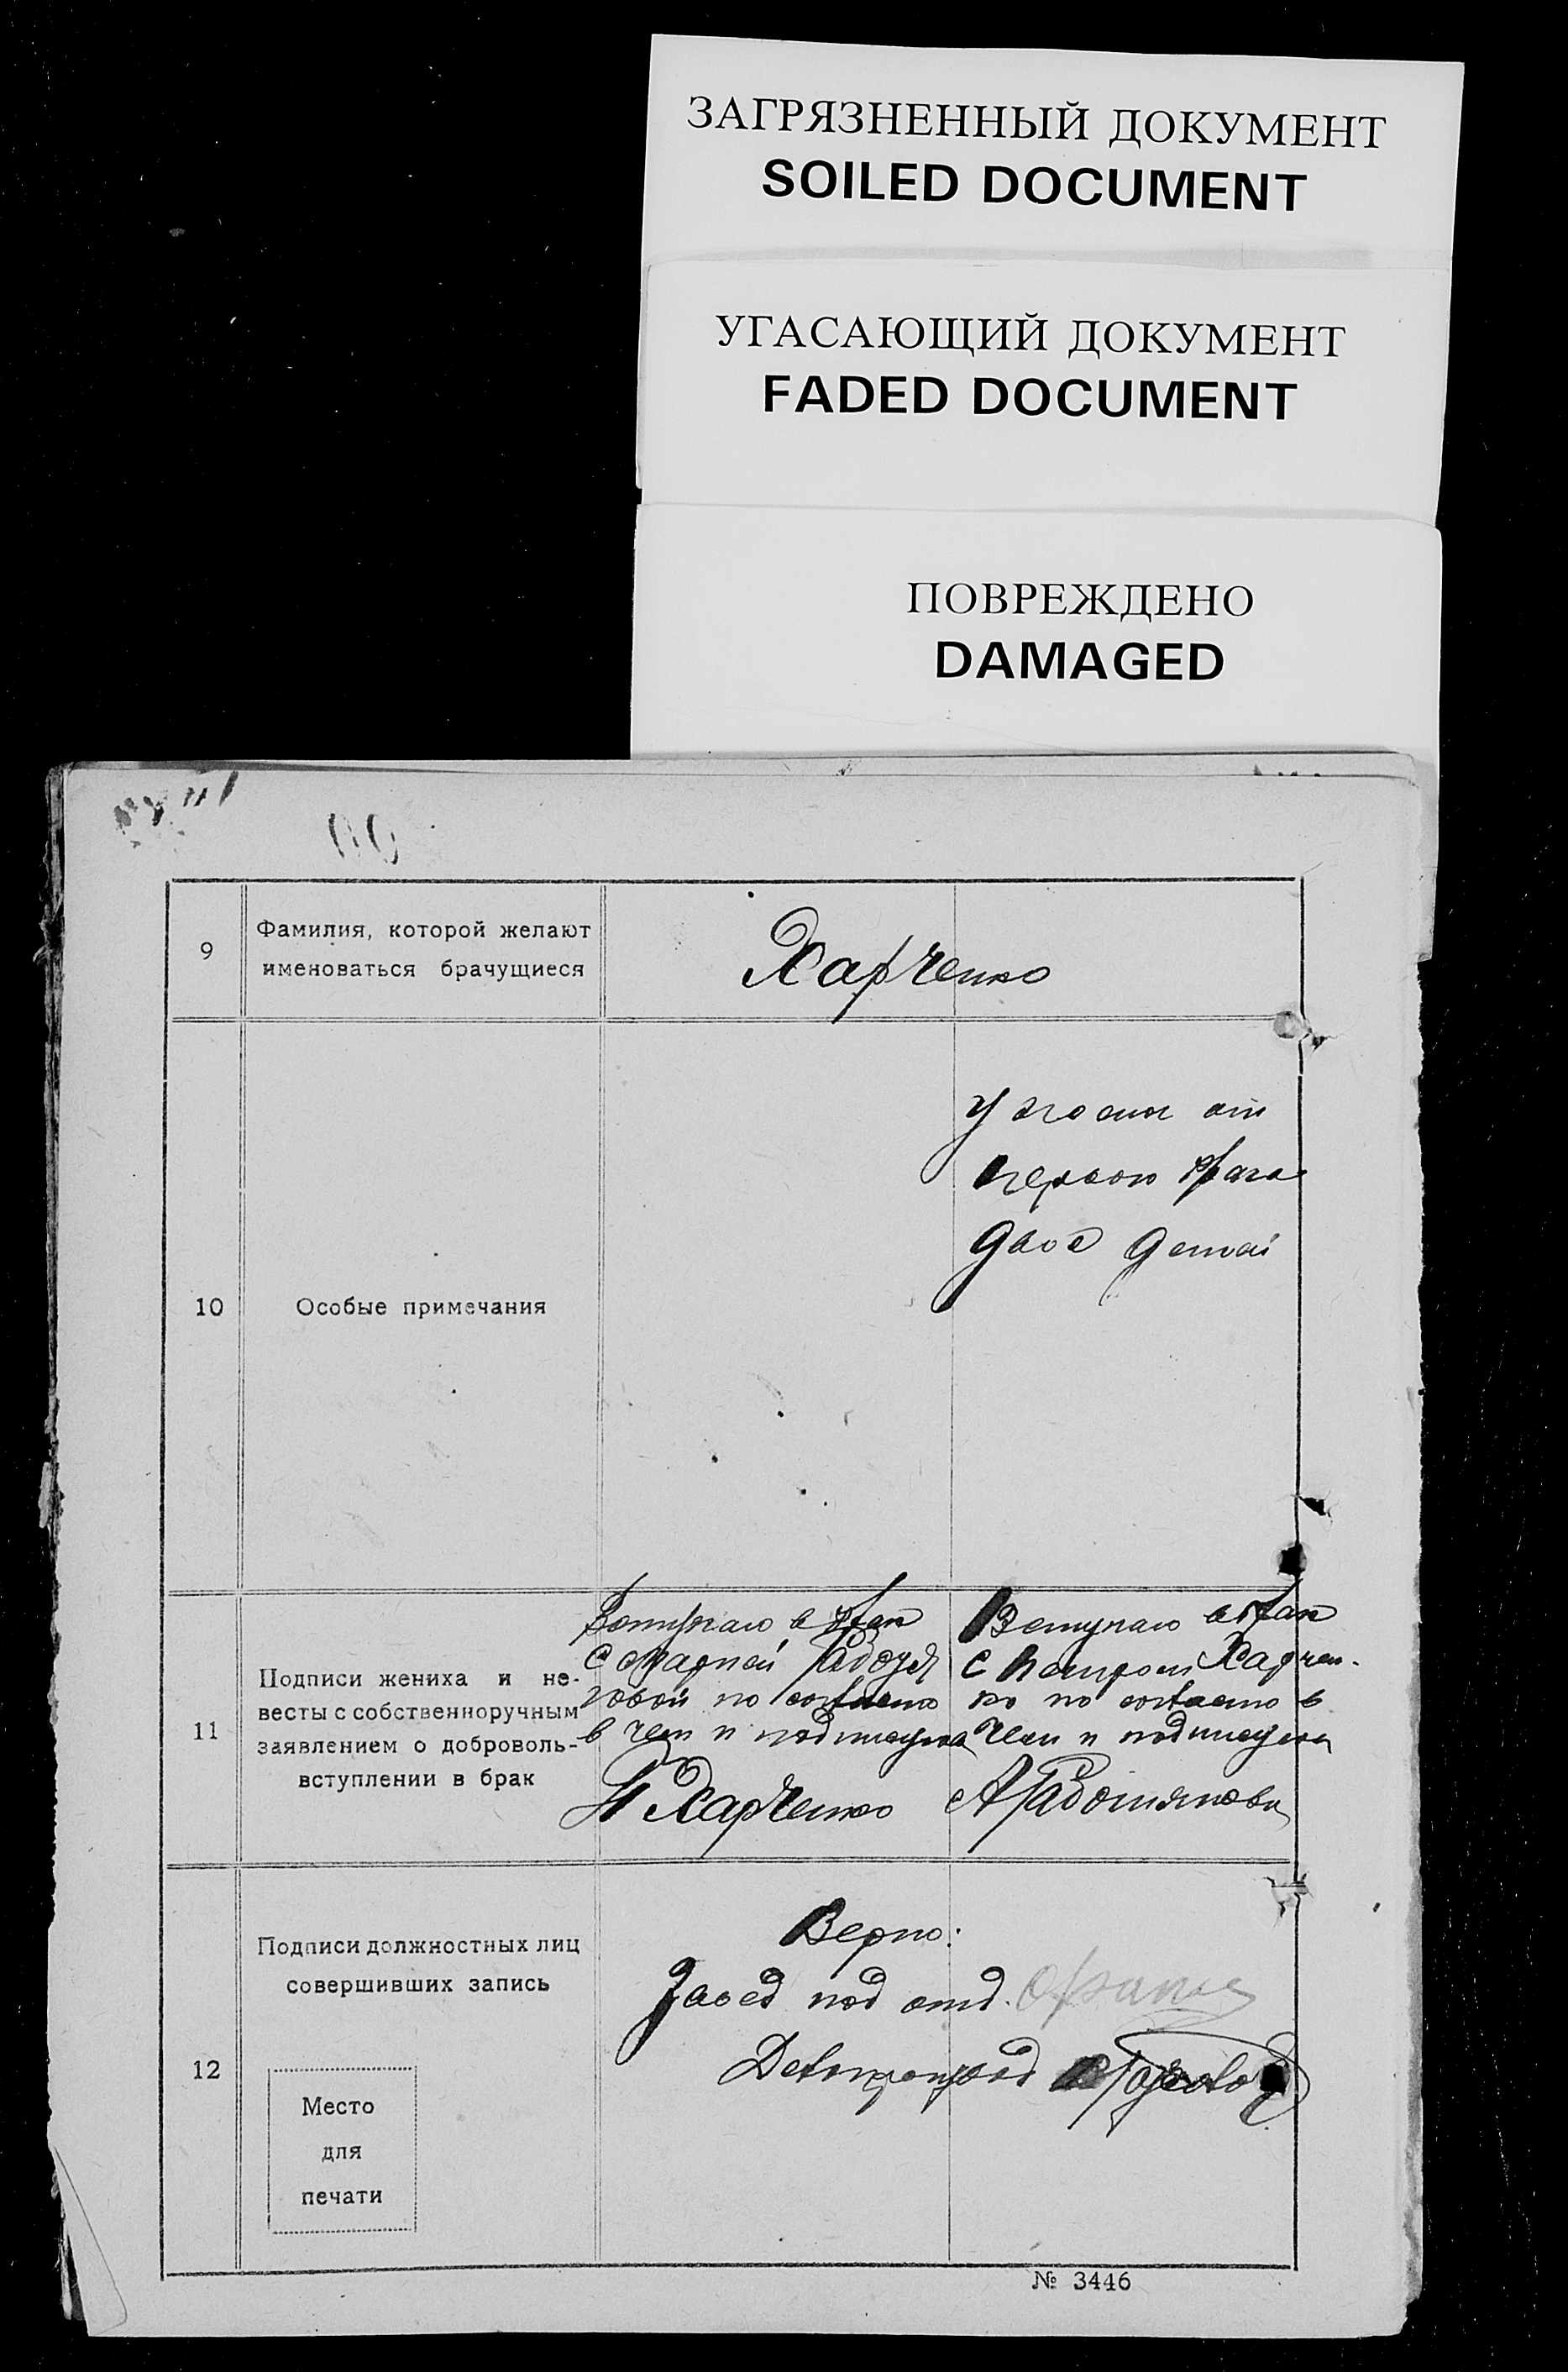 ЗАГРЯЗНЕННЫЙ ДОКУМЕНТ
SOILED DOCUMENT
УГАСАЮЩИЙ ДОКУМЕНТ
FADED DOCUMENT
ПОВРЕЖДЕНО
DAMAGED
9
Фамилия, которой желают
именоваться брачущиеся
Харченко
10
Особые примечания
от
первого брака
двое детей
11
Подписи жениха и не-
весты с собственноручным
заявлением о доброволь-
вступлении в брак
Вступаю в брак
с Марией
по согласию
в чем и подписуюсь
Харченко
Вступаю в брак
с Петром Харчен-
ко по согласию в
чем и подписуюсь
12
Подписи должностных лиц
совершивших запись
Место
для
печати
Верно:
Завед под отд.
Делопроизвод
№ 3446